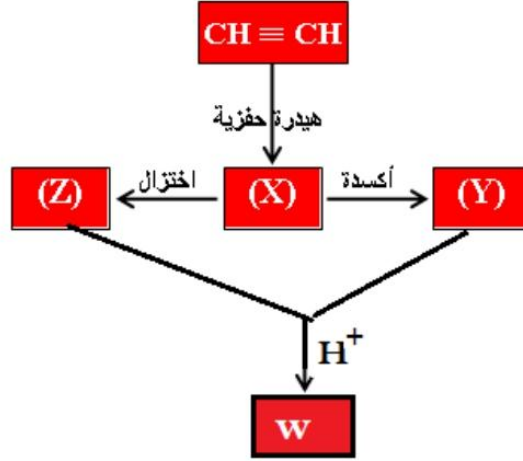 CH ≡ CH
هيدرة حفزية
(Z) اختزال (X) أكسدة (Y)
H⁺
w